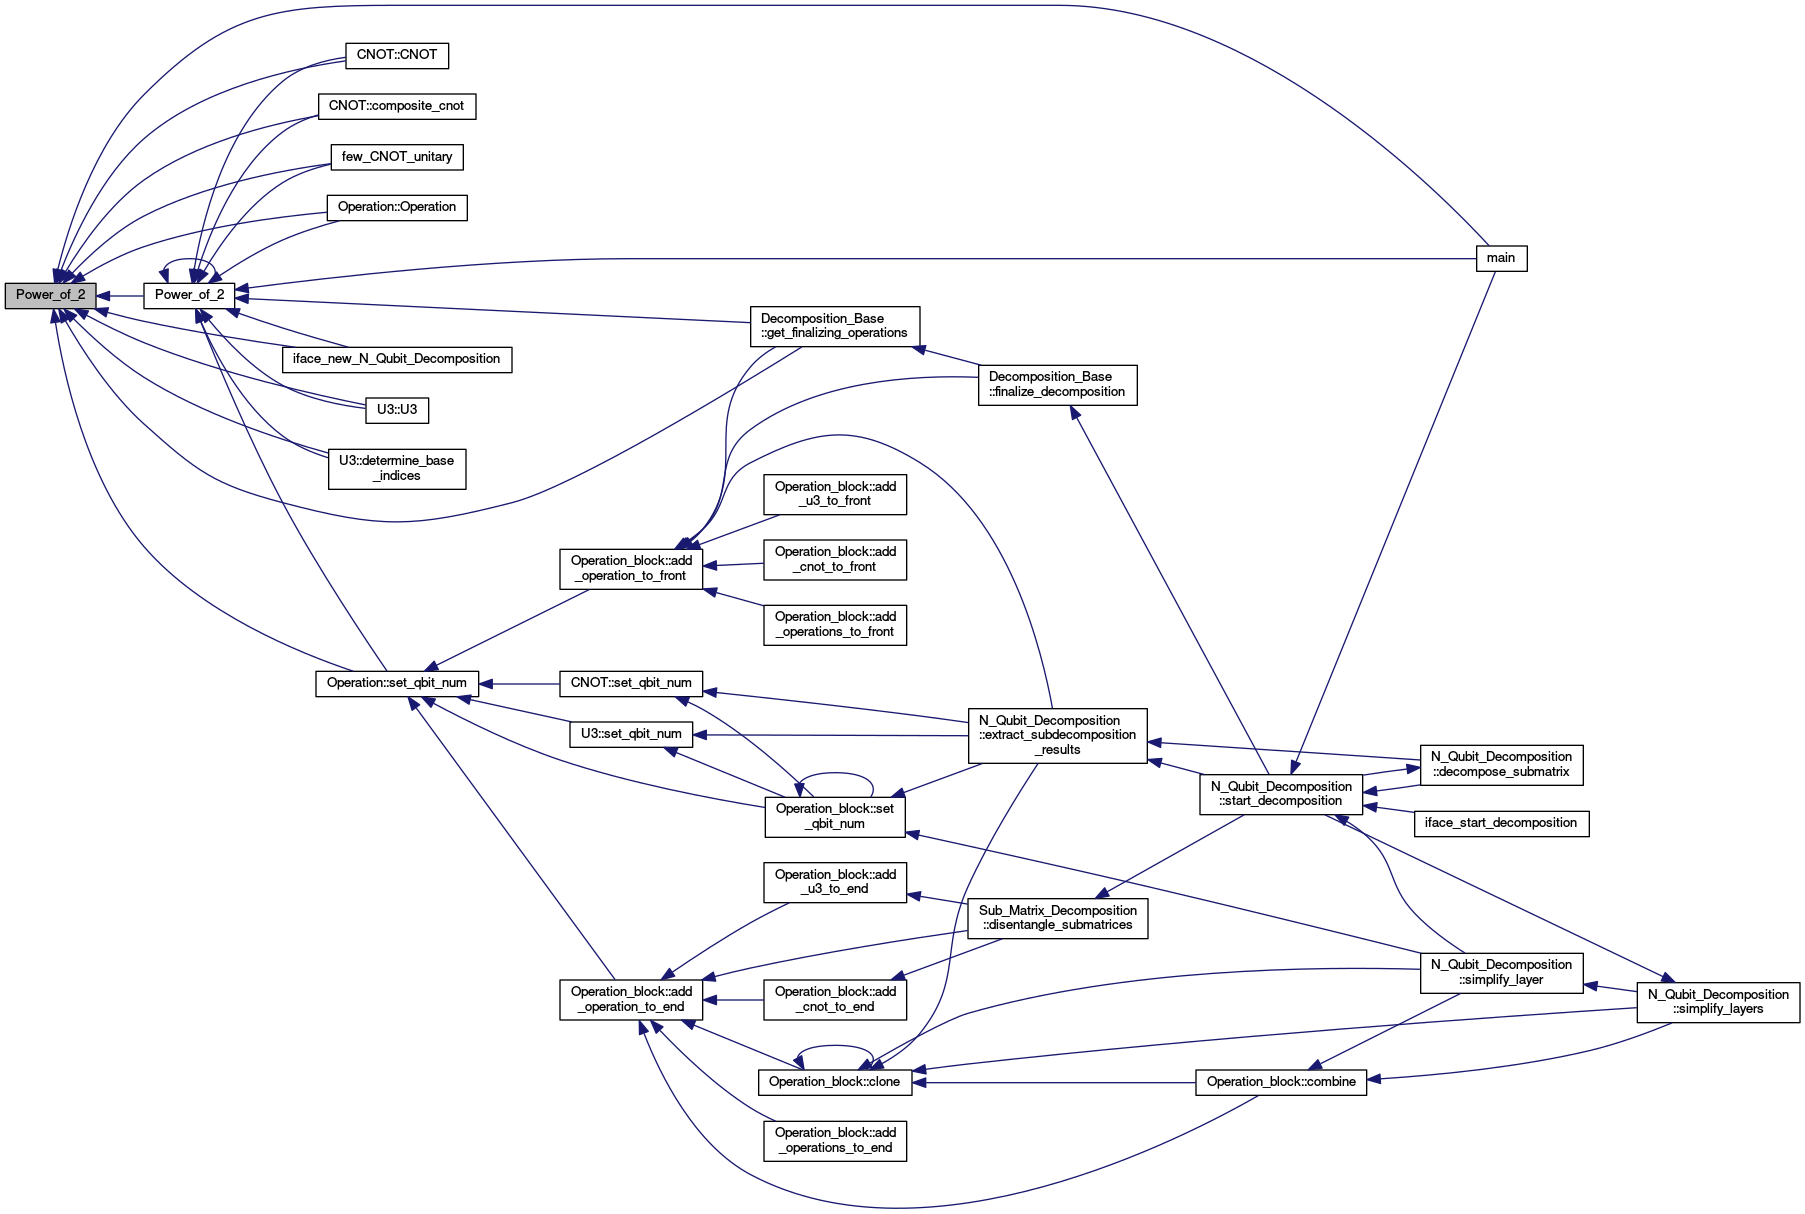 CNOT::CNOT
CNOT::composite_cnot
few_CNOT_unitary
Operation::Operation
main
Power_of_2
Power_of_2
Decomposition_Base
::get_finalizing_operations
iface_new_N_Qubit_Decomposition
Decomposition_Base
::finalize_decomposition
U3::U3
U3::determine_base
_indices
Operation_block::add
_u3_to_front
Operation_block::add
_cnot_to_front
Operation_block::add
_operation_to_front
Operation_block::add
_operations_to_front
Operation::set_qbit_num
CNOT::set_qbit_num
U3::set_qbit_num
N_Qubit_Decomposition
::extract_subdecomposition
_results
N_Qubit_Decomposition
::decompose_submatrix
N_Qubit_Decomposition
::start_decomposition
Operation_block::set
_qbit_num
iface_start_decomposition
Operation_block::add
_u3_to_end
Sub_Matrix_Decomposition
::disentangle_submatrices
N_Qubit_Decomposition
::simplify_layer
Operation_block::add
_operation_to_end
Operation_block::add
_cnot_to_end
N_Qubit_Decomposition
::simplify_layers
Operation_block::clone
Operation_block::combine
Operation_block::add
_operations_to_end